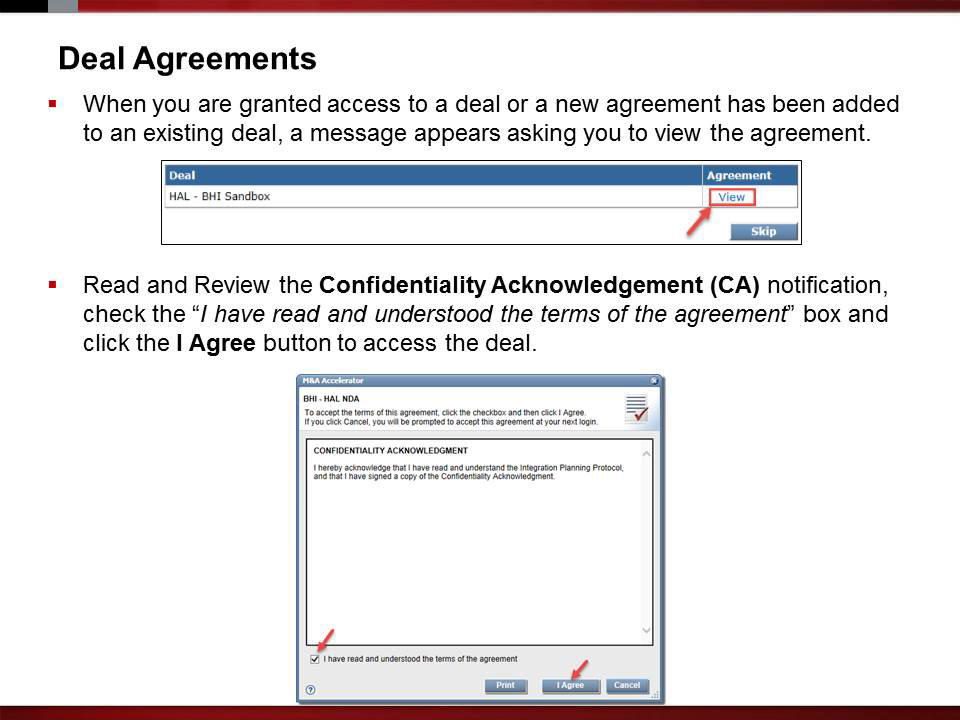 Deal Agreements
When you are granted access to a deal or a new agreement has been added
to an existing deal, a message appears asking you to view the agreement.
Deal Agreement
HAL - BHI Sandbox View
Skip
Read and Review the Confidentiality Acknowledgement (CA) notification,
check the “I have read and understood the terms of the agreement” box and
click the I Agree button to access the deal.
M&A Accelerator
BHI - HAL NDA
To accept the terms of this agreement, click the checkbox and then click I Agree.
If you click Cancel, you will be prompted to accept this agreement at your next login.
CONFIDENTIALITY ACKNOWLEDGMENT
I hereby acknowledge that I have read and understand the Integration Planning Protocol,
and that I have signed a copy of the Confidentiality Acknowledgment.
I have read and understood the terms of the agreement
Print I Agree Cancel